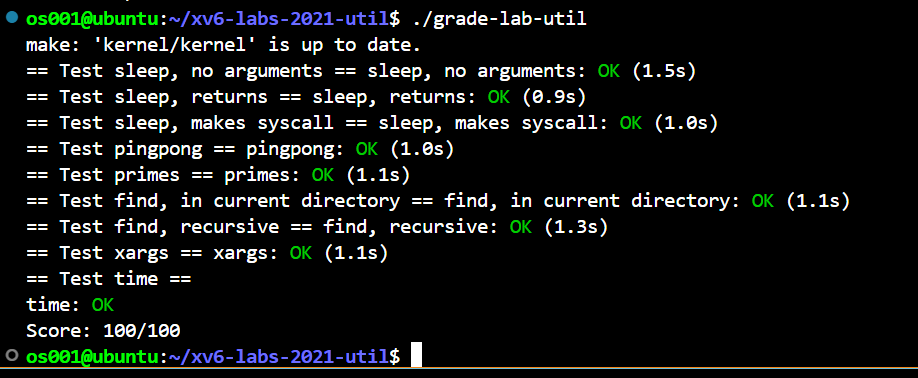 os001@ubuntu:~/xv6-labs-2021-util$ ./grade-lab-util
make: 'kernel/kernel' is up to date.
== Test sleep, no arguments == sleep, no arguments: OK (1.5s)
== Test sleep, returns == sleep, returns: OK (0.9s)
== Test sleep, makes syscall == sleep, makes syscall: OK (1.0s)
== Test pingpong == pingpong: OK (1.0s)
== Test primes == primes: OK (1.1s)
== Test find, in current directory == find, in current directory: OK (1.1s)
== Test find, recursive == find, recursive: OK (1.3s)
== Test xargs == xargs: OK (1.1s)
== Test time ==
time: OK
Score: 100/100
os001@ubuntu:~/xv6-labs-2021-util$